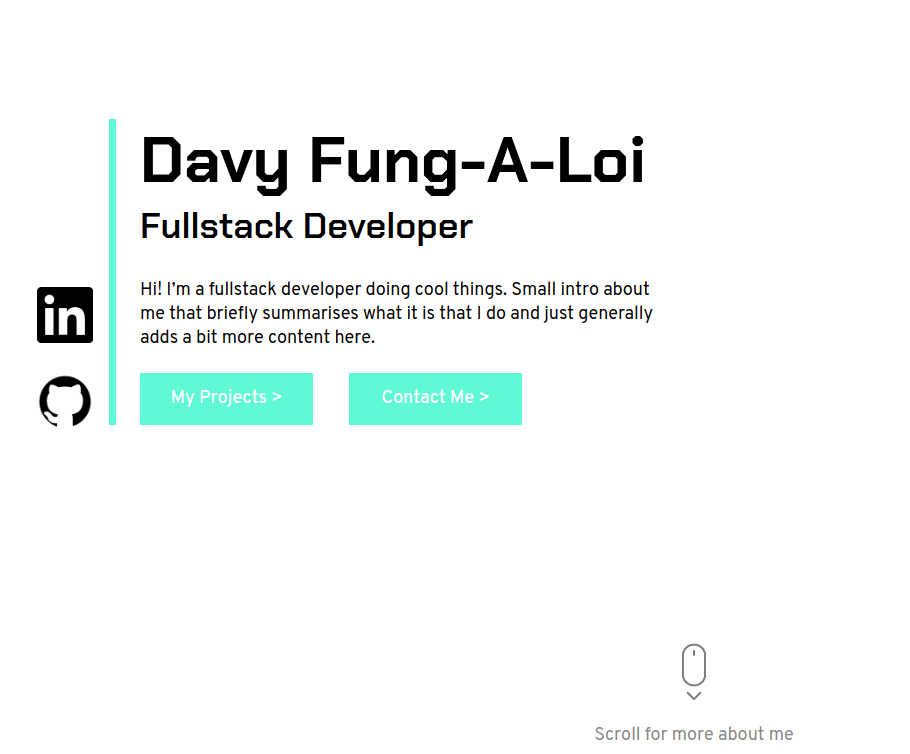 Davy Fung-A-Loi
Fullstack Developer
Hi! I’m a fullstack developer doing cool things. Small intro about
me that briefly summarises what it is that I do and just generally
adds a bit more content here.
in
My Projects >
Contact Me >
Scroll for more about me